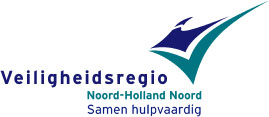 Veiligheidsregio
Noord-Holland Noord
Samen hulpvaardig